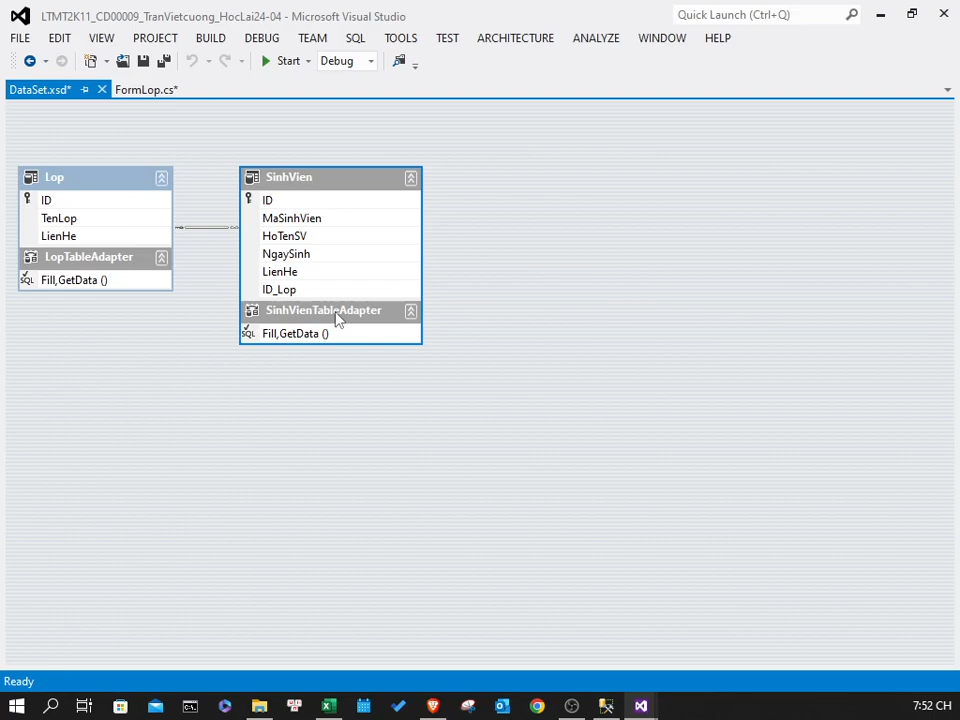 LTMT2K11_CD00009_TranVietcuong_HocLai24-04 - Microsoft Visual Studio
Quick Launch (Ctrl+Q)
FILE EDIT VIEW PROJECT BUILD DEBUG TEAM SQL TOOLS TEST ARCHITECTURE ANALYZE WINDOW HELP
Start Debug
DataSet.xsd* FormLop.cs*
Lop
ID
TenLop
LienHe
LopTableAdapter
SQL Fill,GetData ()
SinhVien
ID
MaSinhVien
HoTenSV
NgaySinh
LienHe
ID_Lop
SinhVienTableAdapter
SQL Fill,GetData ()
Ready
7:52 CH